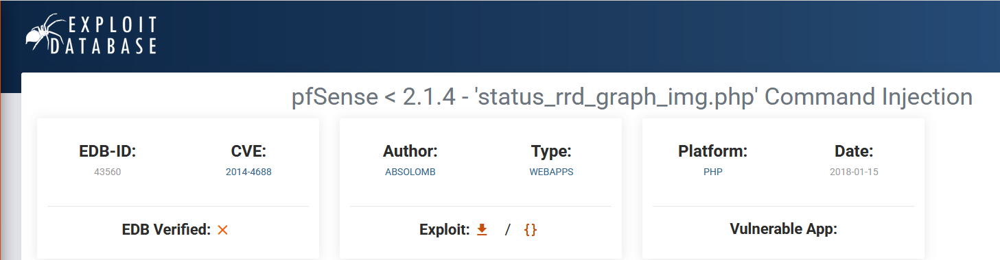 EXPLOIT
DATABASE
pfSense < 2.1.4 - 'status_rrd_graph_img.php' Command Injection
EDB-ID:
43560
CVE:
2014-4688
EDB Verified:
Author:
ABSOLOMB
Type:
WEBAPPS
Exploit: / {}
Platform:
PHP
Date:
2018-01-15
Vulnerable App: